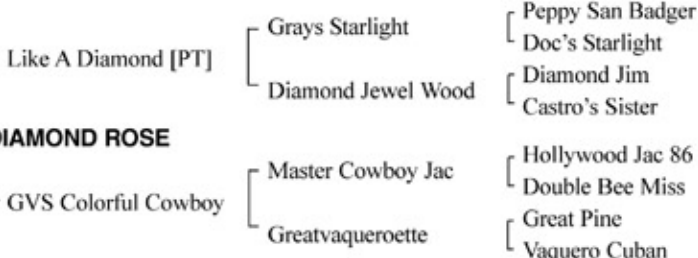 Peppy San Badger
Grays Starlight
Doc's Starlight
Like A Diamond [PT]
Diamond Jim
Diamond Jewel Wood
Castro's Sister
DIAMOND ROSE
Hollywood Jac 86
Master Cowboy Jac
Double Bee Miss
GVS Colorful Cowboy
Great Pine
Greatvaqueroette
Vaquero Cuban